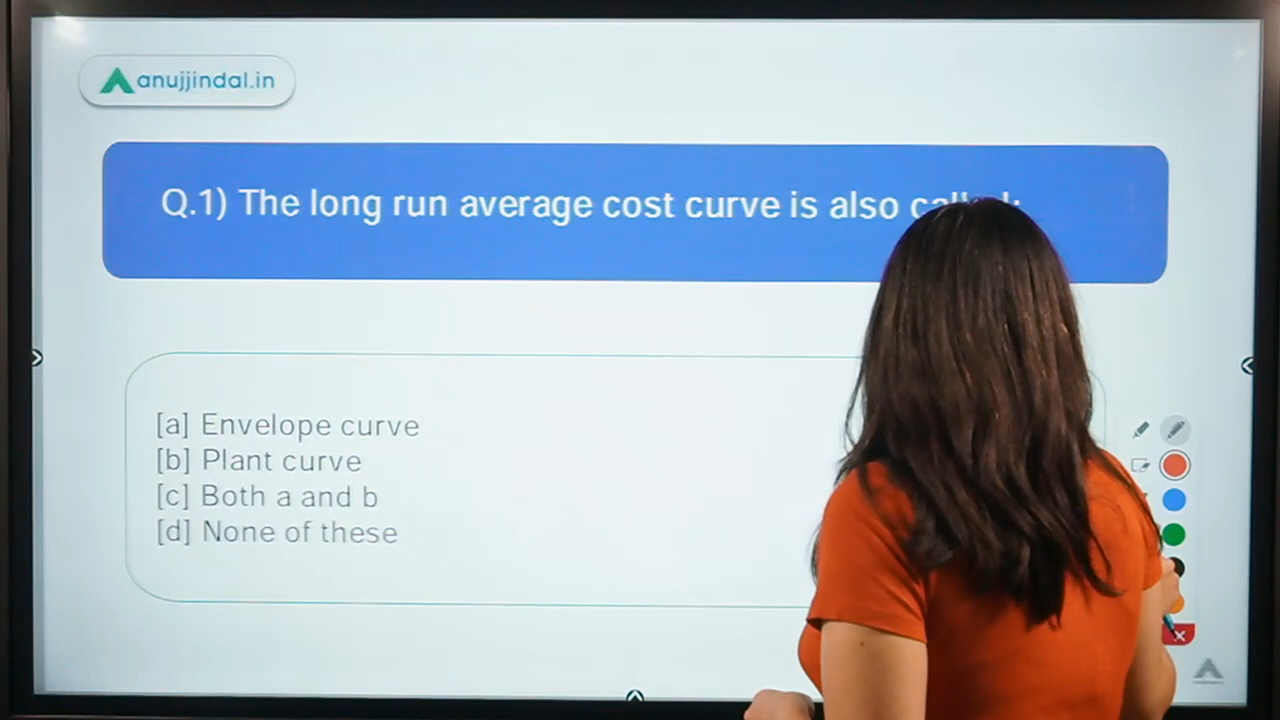 anujjindal.in
Q.1) The long run average cost curve is also
[a] Envelope curve
[b] Plant curve
[c] Both a and b
[d] None of these